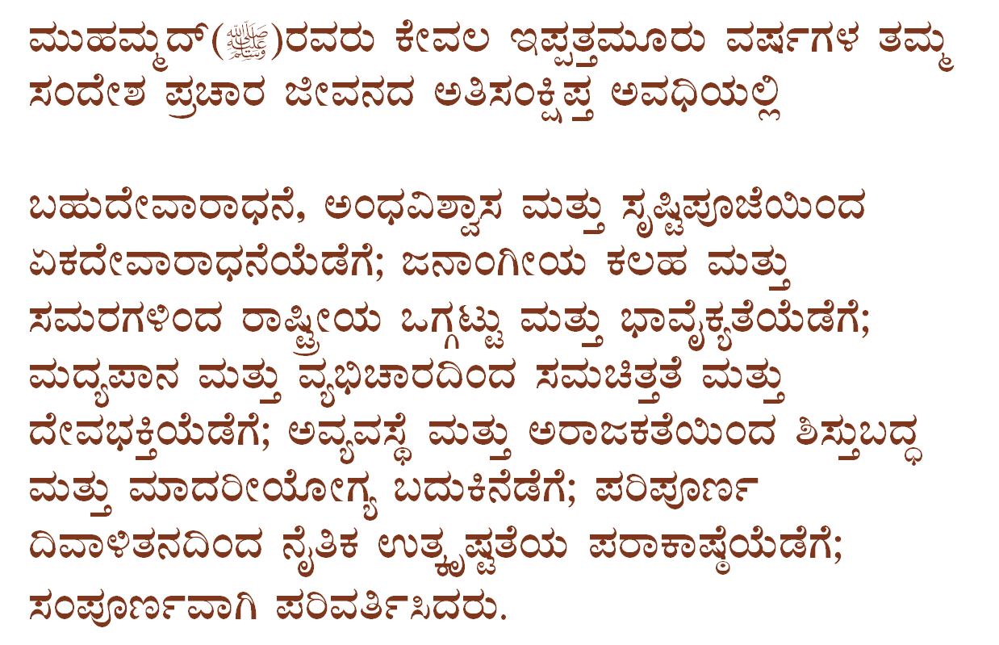 ಮುಹಮ್ಮದ್(ﷺ)ರವರು ಕೇವಲ ಇಪ್ಪತ್ತಮೂರು ವರ್ಷಗಳ ತಮ್ಮ
ಸಂದೇಶ ಪ್ರಚಾರ ಜೀವನದ ಅತಿಸಂಕ್ಷಿಪ್ತ ಅವಧಿಯಲ್ಲಿ
ಬಹುದೇವಾರಾಧನೆ, ಅಂಧವಿಶ್ವಾಸ ಮತ್ತು ಸೃಷ್ಟಿಪೂಜೆಯಿಂದ
ಏಕದೇವಾರಾಧನೆಯೆಡೆಗೆ; ಜನಾಂಗೀಯ ಕಲಹ ಮತ್ತು
ಸಮರಗಳಿಂದ ರಾಷ್ಟ್ರೀಯ ಒಗ್ಗಟ್ಟು ಮತ್ತು ಭಾವೈಕ್ಯತೆಯೆಡೆಗೆ;
ಮದ್ಯಪಾನ ಮತ್ತು ವ್ಯಭಿಚಾರದಿಂದ ಸಮಚಿತ್ತತೆ ಮತ್ತು
ದೇವಭಕ್ತಿಯೆಡೆಗೆ; ಅವ್ಯವಸ್ಥೆ ಮತ್ತು ಅರಾಜಕತೆಯಿಂದ ಶಿಸ್ತುಬದ್ಧ
ಮತ್ತು ಮಾದರೀಯೋಗ್ಯ ಬದುಕಿನೆಡೆಗೆ; ಪರಿಪೂರ್ಣ
ದಿವಾಳಿತನದಿಂದ ನೈತಿಕ ಉತ್ಕೃಷ್ಟತೆಯ ಪರಾಕಾಷ್ಠೆಯೆಡೆಗೆ;
ಸಂಪೂರ್ಣವಾಗಿ ಪರಿವರ್ತಿಸಿದರು.